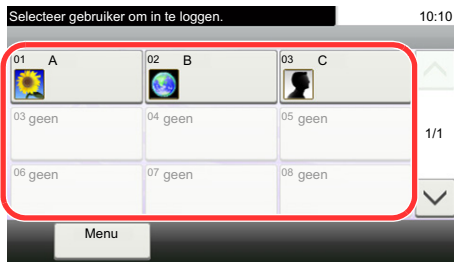 Selecteer gebruiker om in te loggen. 10:10
01 A 02 B 03 C
03 geen 04 geen 05 geen 1/1
06 geen 07 geen 08 geen
Menu